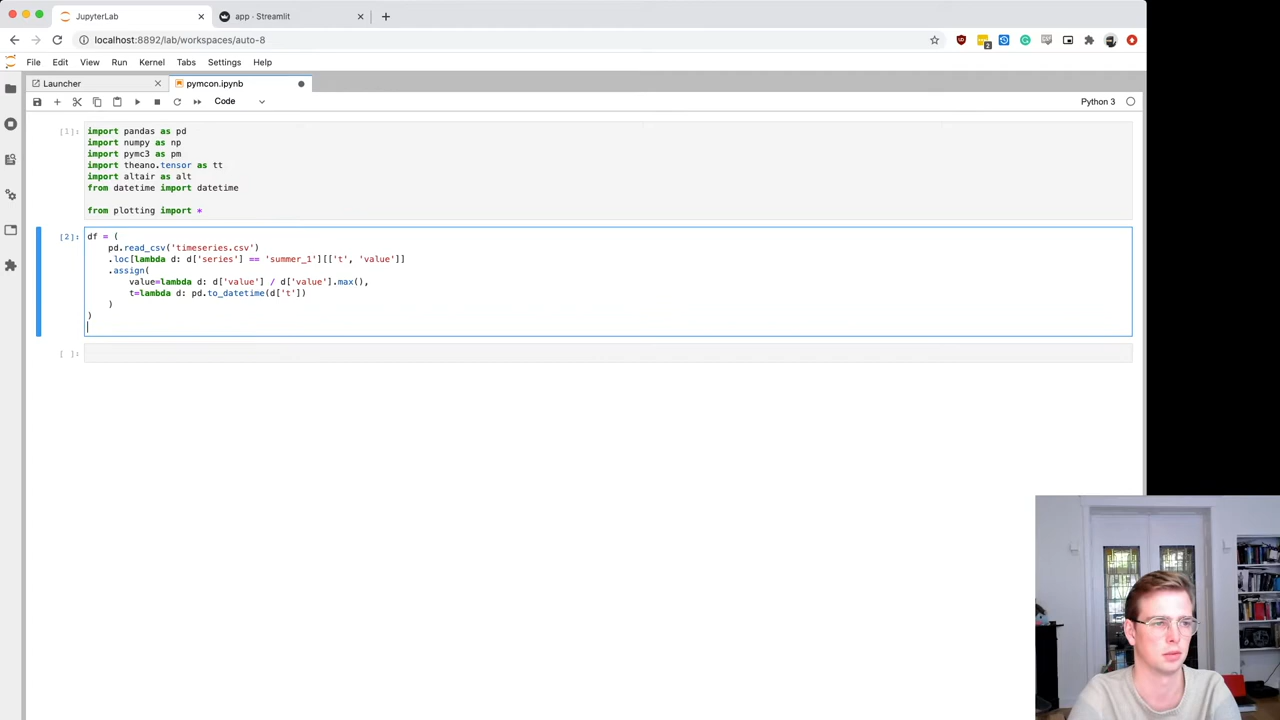 JupyterLab
app · Streamlit
localhost:8892/lab/workspaces/auto-8
2
File Edit View Run Kernel Tabs Settings Help
Launcher
pymcon.ipynb
Code
Python 3
[1]:
import pandas as pd
import numpy as np
import pymc3 as pm
import theano.tensor as tt
import altair as alt
from datetime import datetime
from plotting import *
[2]:
df = (
pd.read_csv('timeseries.csv')
.loc[lambda d: d['series'] == 'summer_1'][['t', 'value']]
.assign(
value=lambda d: d['value'] / d['value'].max(),
t=lambda d: pd.to_datetime(d['t'])
)
)
[ ]: